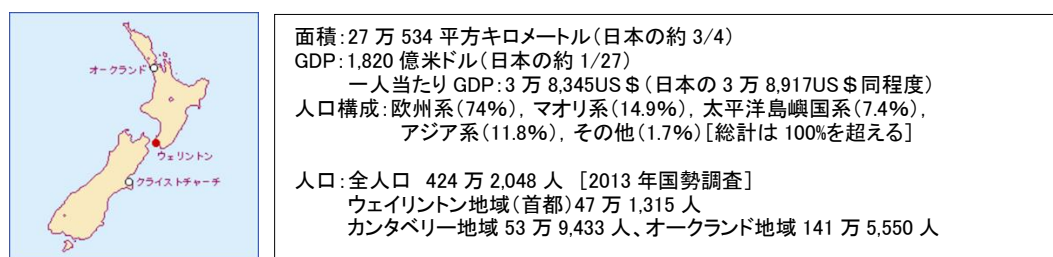 オークランド
ウェリントン
クライストチャーチ
面積:27 万 534 平方キロメートル(日本の約 3/4)
GDP:1,820 億米ドル(日本の約 1/27)
一人当たり GDP:3 万 8,345US$(日本の 3 万 8,917US$同程度)
人口構成:欧州系(74%), マオリ系(14.9%), 太平洋島嶼国系(7.4%),
アジア系(11.8%), その他(1.7%)[総計は 100%を超える]
人口:全人口 424 万 2,048 人 [2013 年国勢調査]
ウェイリントン地域(首都)47 万 1,315 人
カンタベリー地域 53 万 9,433 人、オークランド地域 141 万 5,550 人